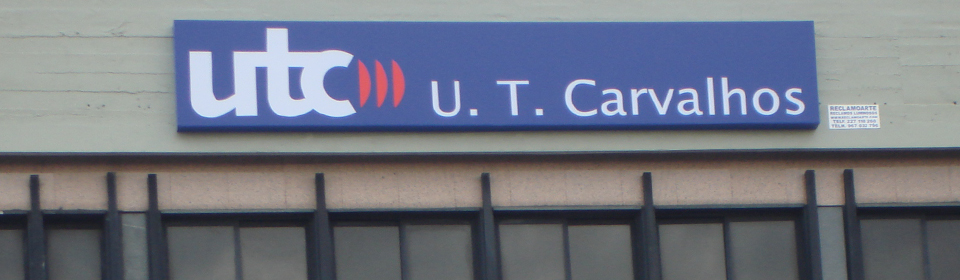 utc U. T. Carvalhos
RECLAMOARTE